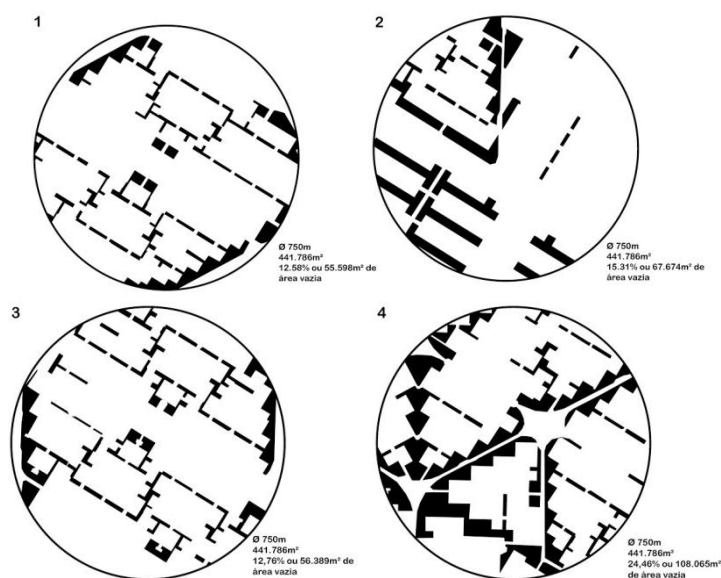 1
Ø 750m
441.786m²
12.58% ou 55.598m² de
área vazia
2
Ø 750m
441.786m²
15.31% ou 67.674m² de
área vazia
3
Ø 750m
441.786m²
12,76% ou 56.389m² de
área vazia
4
Ø 750m
441.786m²
24,46% ou 108.065m²
de área vazia